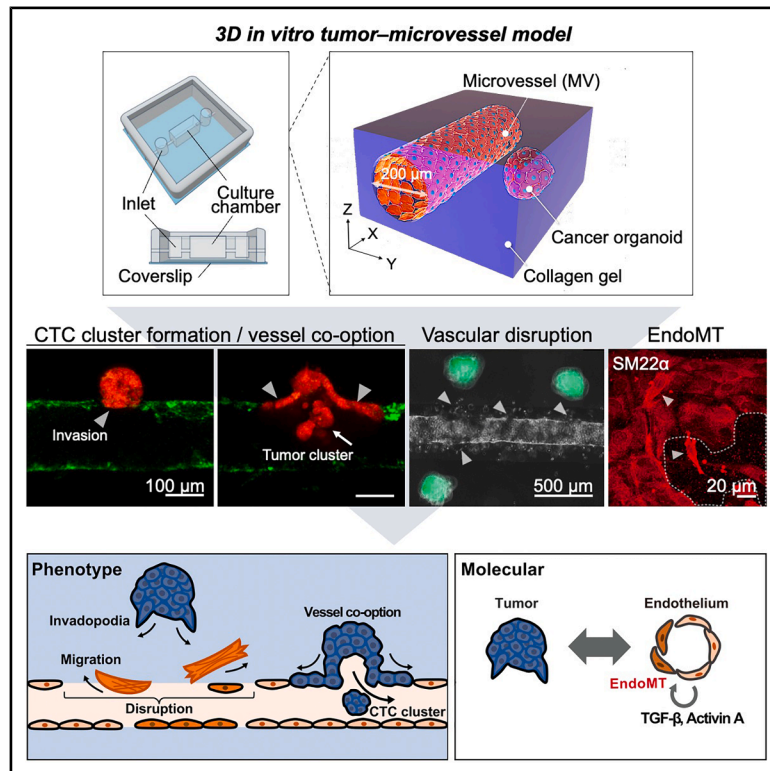 3D in vitro tumor–microvessel model
Inlet
Culture
chamber
Coverslip
Microvessel (MV)
200 μm
Z
X
Y
Cancer organoid
Collagen gel
CTC cluster formation / vessel co-option
Vascular disruption
EndoMT
Invasion
100 μm
Tumor cluster
500 μm
SM22α
20 μm
Phenotype
Invadopodia
Migration
Disruption
Vessel co-option
CTC cluster
Molecular
Tumor
Endothelium
EndoMT
TGF-β, Activin A